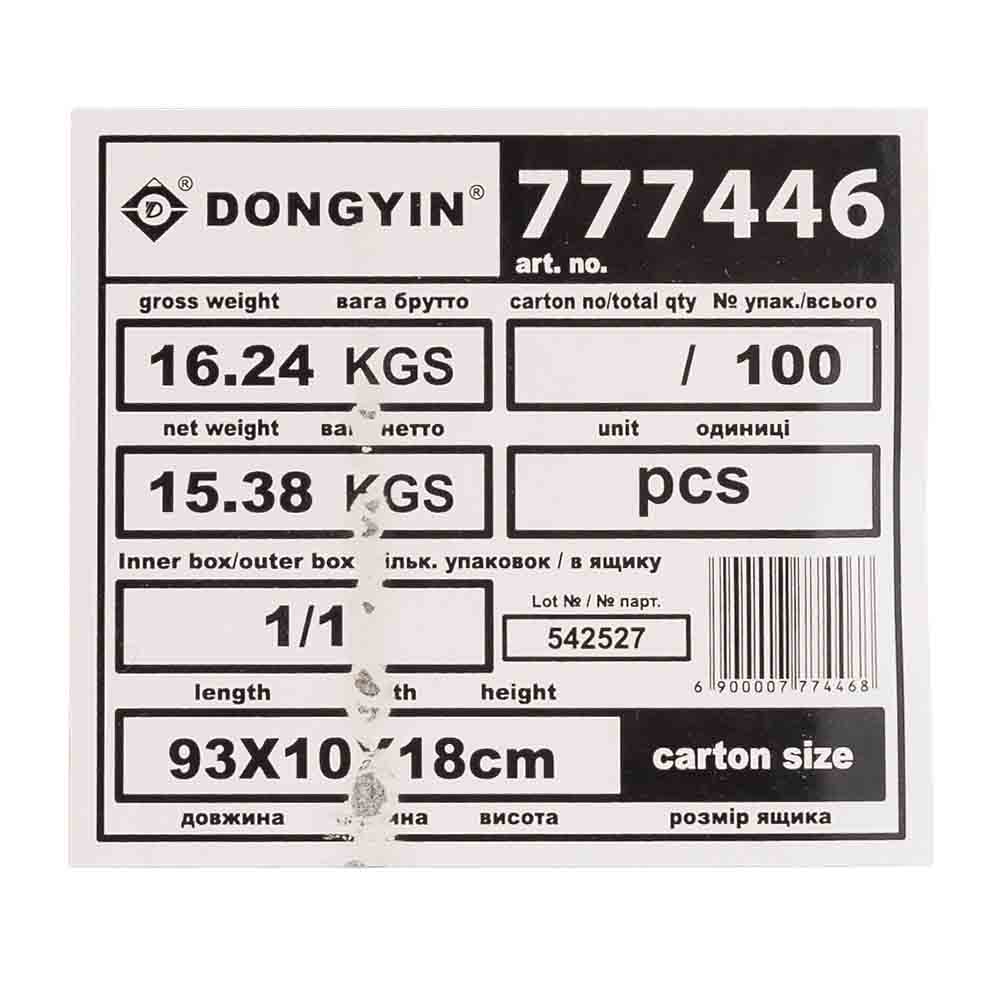 D ® DONGYIN®
777446
art. no.
gross weight вага брутто
carton no/total qty № упак./всього
16.24 KGS
/ 100
net weight нетто
unit одиниці
15.38 KGS
pcs
Inner box/outer box упаковок / в ящику
1/1
Lot № / № парт.
542527
6 900007 774468
length height
93X10X18cm
carton size
довжина висота
розмір ящика